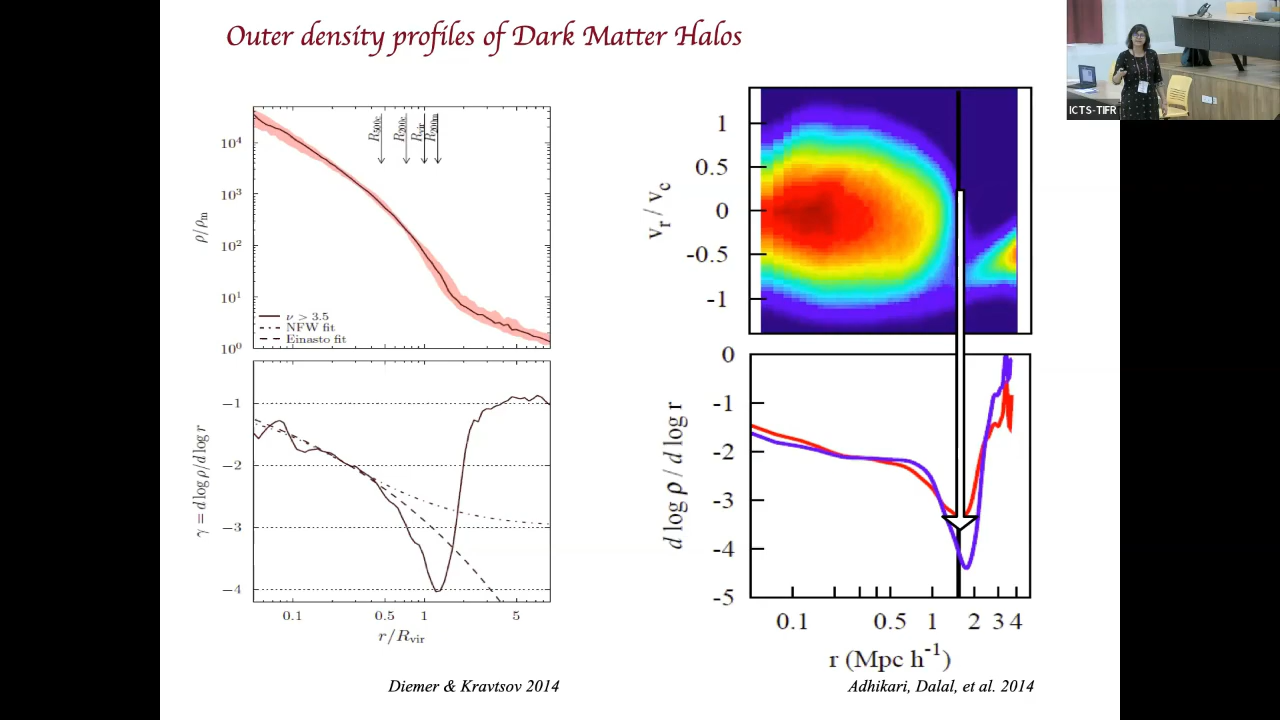 Outer density profiles of Dark Matter Halos
ICTS-TIFR
R500c
R200c
Rvir
R200m
10⁴
10³
10²
10¹
10⁰
ρ/ρm
ν > 3.5
NFW fit
Einasto fit
−1
−2
−3
−4
γ = d log ρ/d log r
0.1
0.5
1
5
r/Rvir
Diemer & Kravtsov 2014
1
0.5
0
-0.5
-1
vr / vc
0
-1
-2
-3
-4
-5
d log ρ / d log r
0.1
0.5
1
2
3
4
r (Mpc h⁻¹)
Adhikari, Dalal, et al. 2014